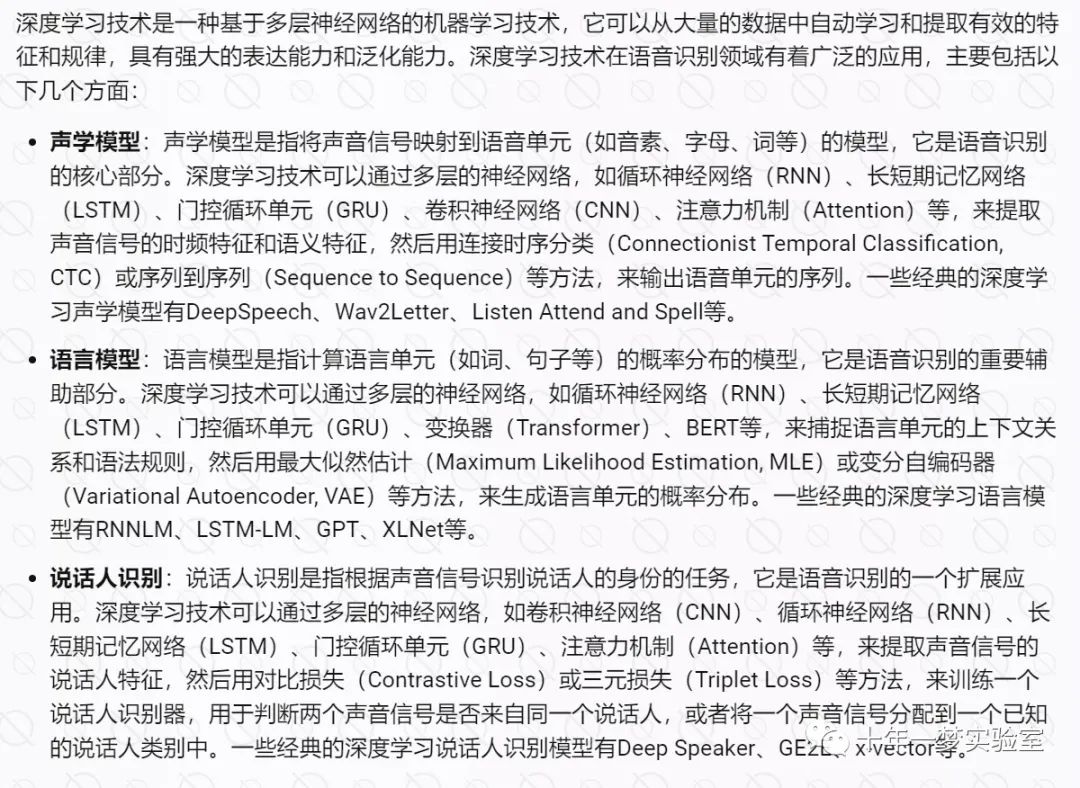 深度学习技术是一种基于多层神经网络的机器学习技术，它可以从大量的数据中自动学习和提取有效的特
征和规律，具有强大的表达能力和泛化能力。深度学习技术在语音识别领域有着广泛的应用，主要包括以
下几个方面：
• 声学模型：声学模型是指将声音信号映射到语音单元（如音素、字母、词等）的模型，它是语音识别
的核心部分。深度学习技术可以通过多层的神经网络，如循环神经网络（RNN）、长短期记忆网络
（LSTM）、门控循环单元（GRU）、卷积神经网络（CNN）、注意力机制（Attention）等，来提取
声音信号的时频特征和语义特征，然后用连接时序分类（Connectionist Temporal Classification,
CTC）或序列到序列（Sequence to Sequence）等方法，来输出语音单元的序列。一些经典的深度学
习声学模型有DeepSpeech、Wav2Letter、Listen Attend and Spell等。
• 语言模型：语言模型是指计算语言单元（如词、句子等）的概率分布的模型，它是语音识别的重要辅
助部分。深度学习技术可以通过多层的神经网络，如循环神经网络（RNN）、长短期记忆网络
（LSTM）、门控循环单元（GRU）、变换器（Transformer）、BERT等，来捕捉语言单元的上下文关
系和语法规则，然后用最大似然估计（Maximum Likelihood Estimation, MLE）或变分自编码器
（Variational Autoencoder, VAE）等方法，来生成语言单元的概率分布。一些经典的深度学习语言模
型有RNNLM、LSTM-LM、GPT、XLNet等。
• 说话人识别：说话人识别是指根据声音信号识别说话人的身份的任务，它是语音识别的一个扩展应
用。深度学习技术可以通过多层的神经网络，如卷积神经网络（CNN）、循环神经网络（RNN）、长
短期记忆网络（LSTM）、门控循环单元（GRU）、注意力机制（Attention）等，来提取声音信号的
说话人特征，然后用对比损失（Contrastive Loss）或三元损失（Triplet Loss）等方法，来训练一个
说话人识别器，用于判断两个声音信号是否来自同一个说话人，或者将一个声音信号分配到一个已知
的说话人类别中。一些经典的深度学习说话人识别模型有Deep Speaker、GE2E、x-vector等。
十年一梦实验室